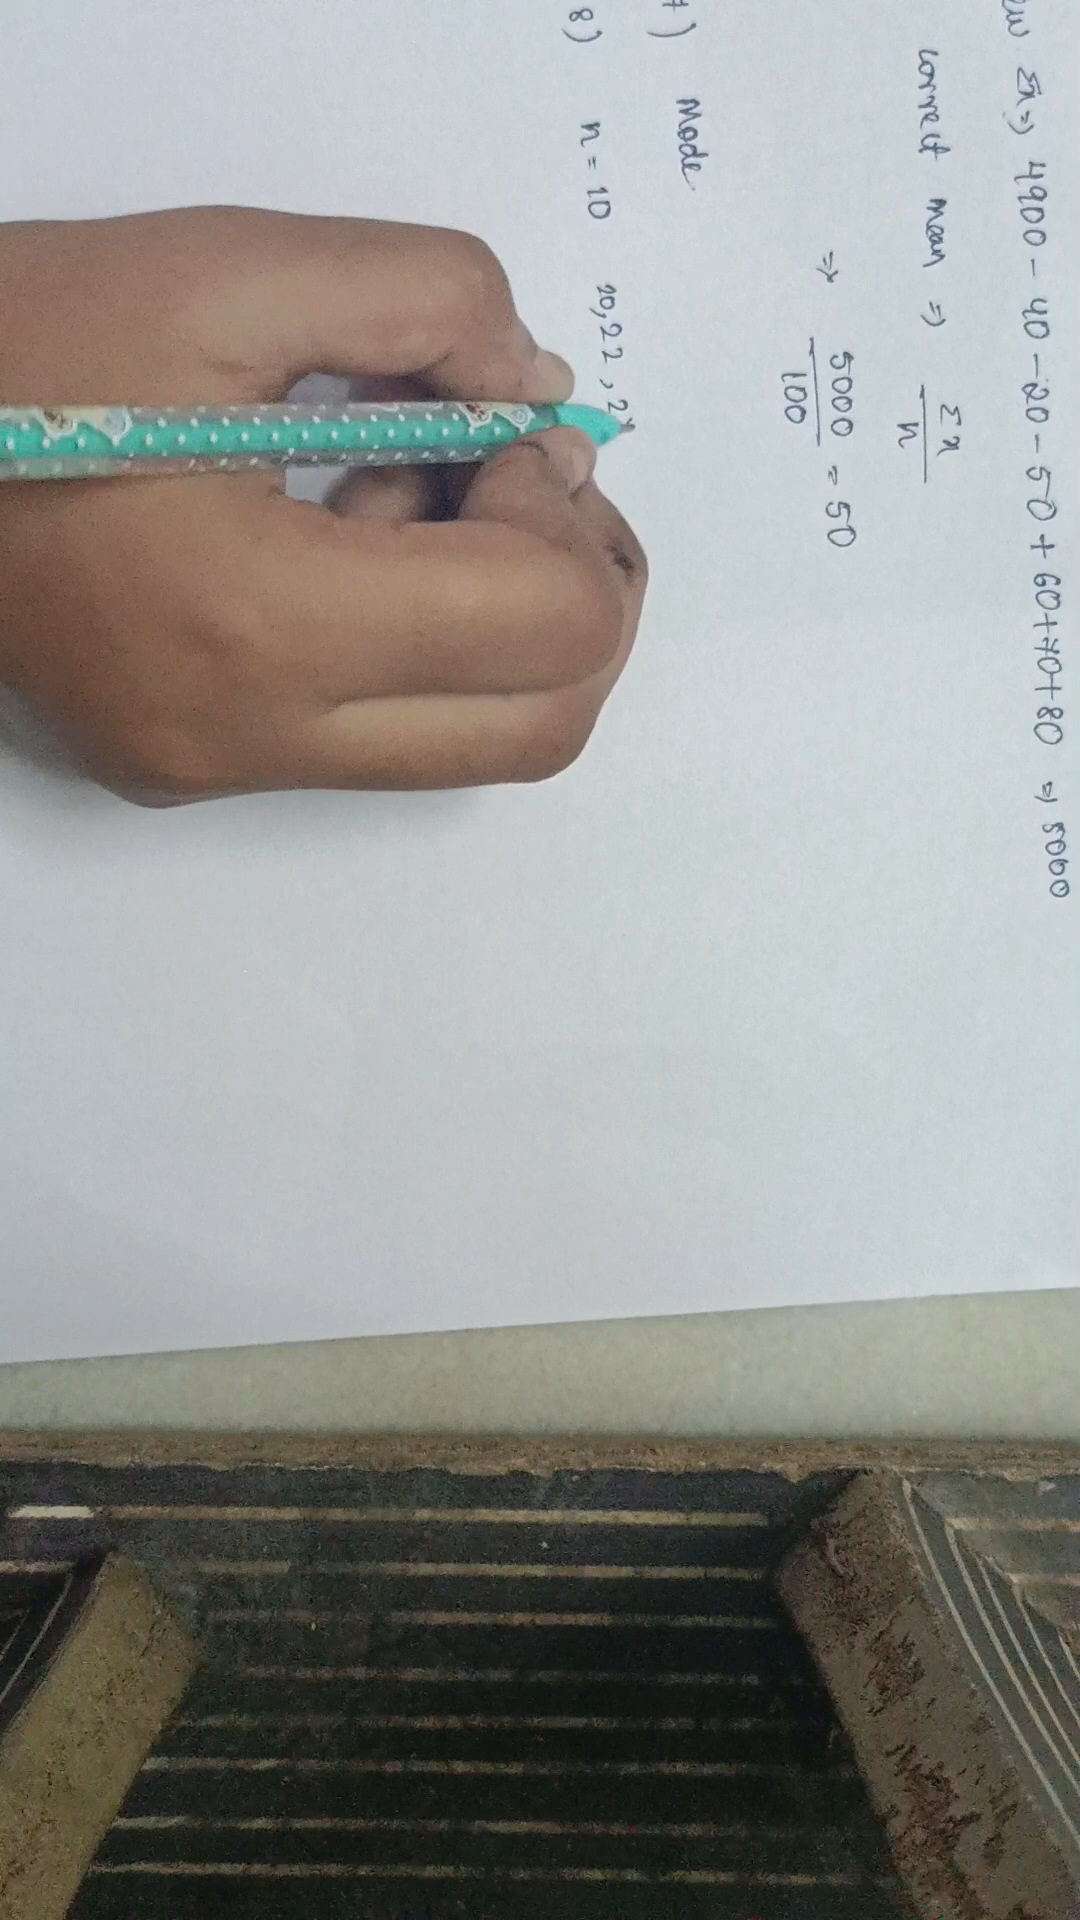 Σx => 4900 - 40 - 20 - 50 + 60+70+80 => 5000
correct mean => Σx/n
=> 5000/100 = 50
7) Mode
8) n = 10 20,22,2